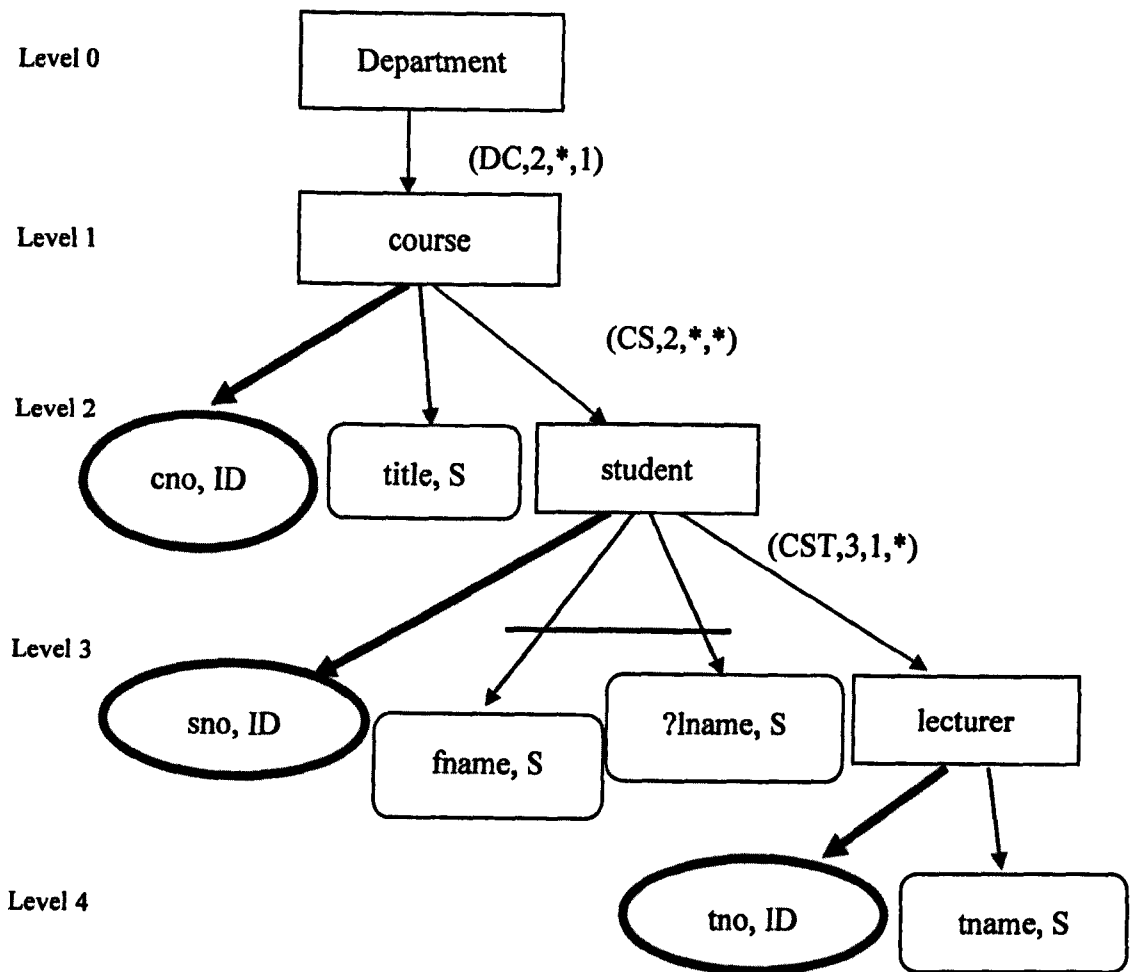 Level 0
Department
(DC,2,*,1)
Level 1
course
(CS,2,*,*)
Level 2
cno, ID
title, S
student
(CST,3,1,*)
Level 3
sno, ID
fname, S
?lname, S
lecturer
Level 4
tno, ID
tname, S